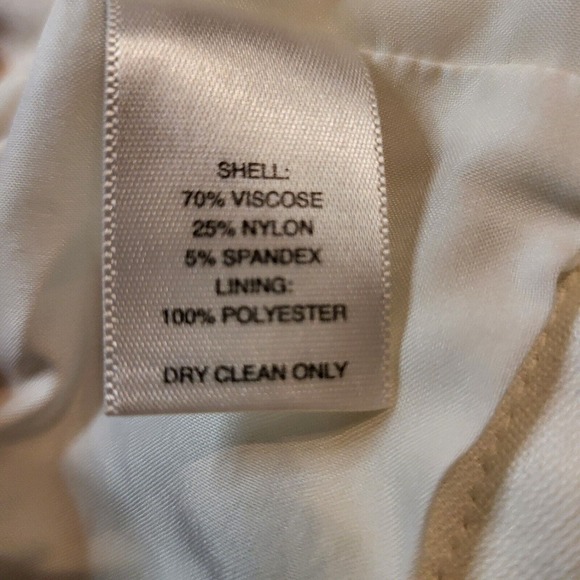 SHELL:
70% VISCOSE
25% NYLON
5% SPANDEX
LINING:
100% POLYESTER
DRY CLEAN ONLY